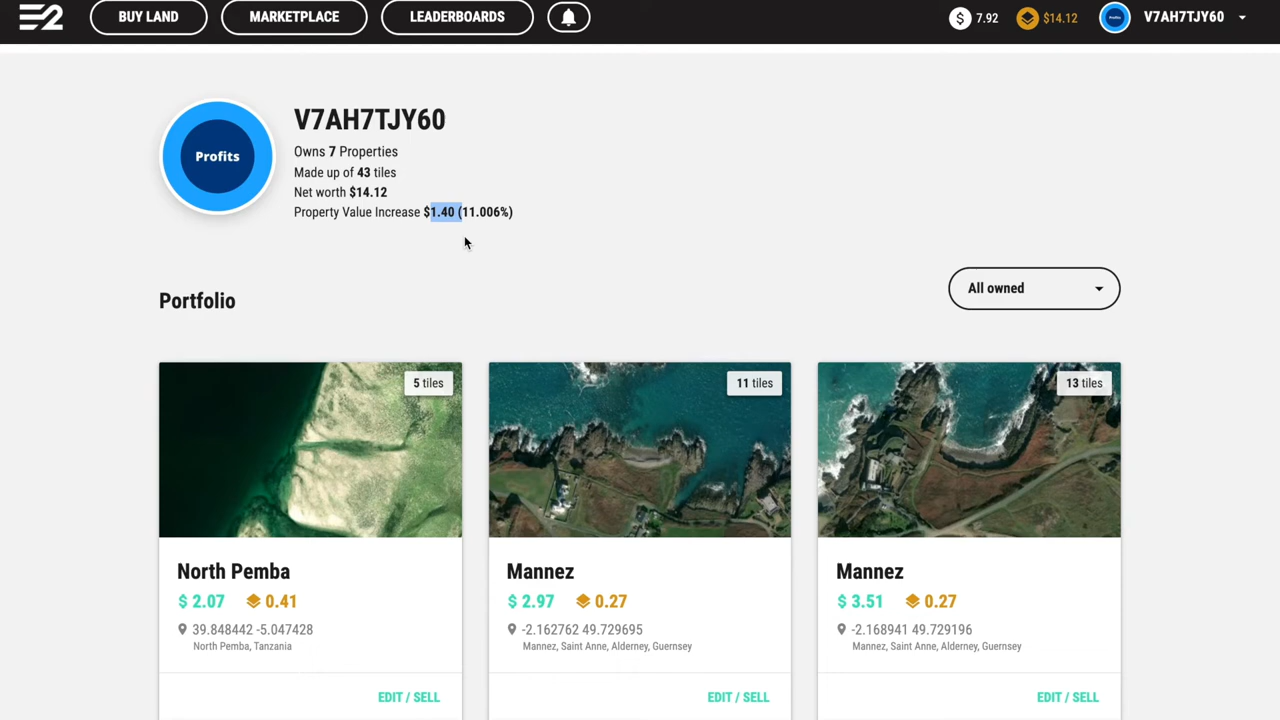 E2
BUY LAND
MARKETPLACE
LEADERBOARDS
$ 7.92
$14.12
Profits
V7AH7TJY60
Profits
V7AH7TJY60
Owns 7 Properties
Made up of 43 tiles
Net worth $14.12
Property Value Increase $1.40 (11.006%)
Portfolio
All owned
5 tiles
11 tiles
13 tiles
North Pemba
$ 2.07 0.41
39.848442 -5.047428
North Pemba, Tanzania
EDIT / SELL
Mannez
$ 2.97 0.27
-2.162762 49.729695
Mannez, Saint Anne, Alderney, Guernsey
EDIT / SELL
Mannez
$ 3.51 0.27
-2.168941 49.729196
Mannez, Saint Anne, Alderney, Guernsey
EDIT / SELL